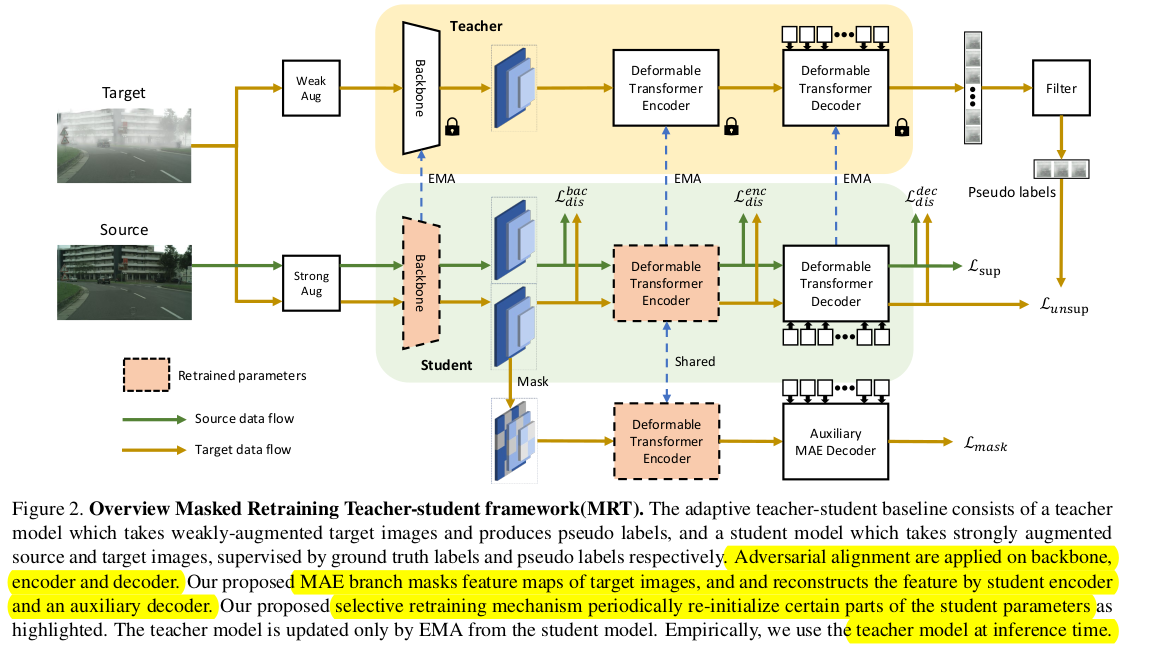 Teacher
Target
Weak
Aug
Backbone
Deformable
Transformer
Encoder
Deformable
Transformer
Decoder
Filter
EMA
EMA
EMA
Pseudo labels
Source
Strong
Aug
Backbone
ℒ_{dis}^{bac}
Deformable
Transformer
Encoder
ℒ_{dis}^{enc}
Deformable
Transformer
Decoder
ℒ_{dis}^{dec}
ℒ_{sup}
ℒ_{unsup}
Student
Mask
Shared
Retrained parameters
Source data flow
Target data flow
Deformable
Transformer
Encoder
Auxiliary
MAE Decoder
ℒ_{mask}
Figure 2. Overview Masked Retraining Teacher-student framework(MRT). The adaptive teacher-student baseline consists of a teacher
model which takes weakly-augmented target images and produces pseudo labels, and a student model which takes strongly augmented
source and target images, supervised by ground truth labels and pseudo labels respectively. Adversarial alignment are applied on backbone,
encoder and decoder. Our proposed MAE branch masks feature maps of target images, and and reconstructs the feature by student encoder
and an auxiliary decoder. Our proposed selective retraining mechanism periodically re-initialize certain parts of the student parameters as
highlighted. The teacher model is updated only by EMA from the student model. Empirically, we use the teacher model at inference time.